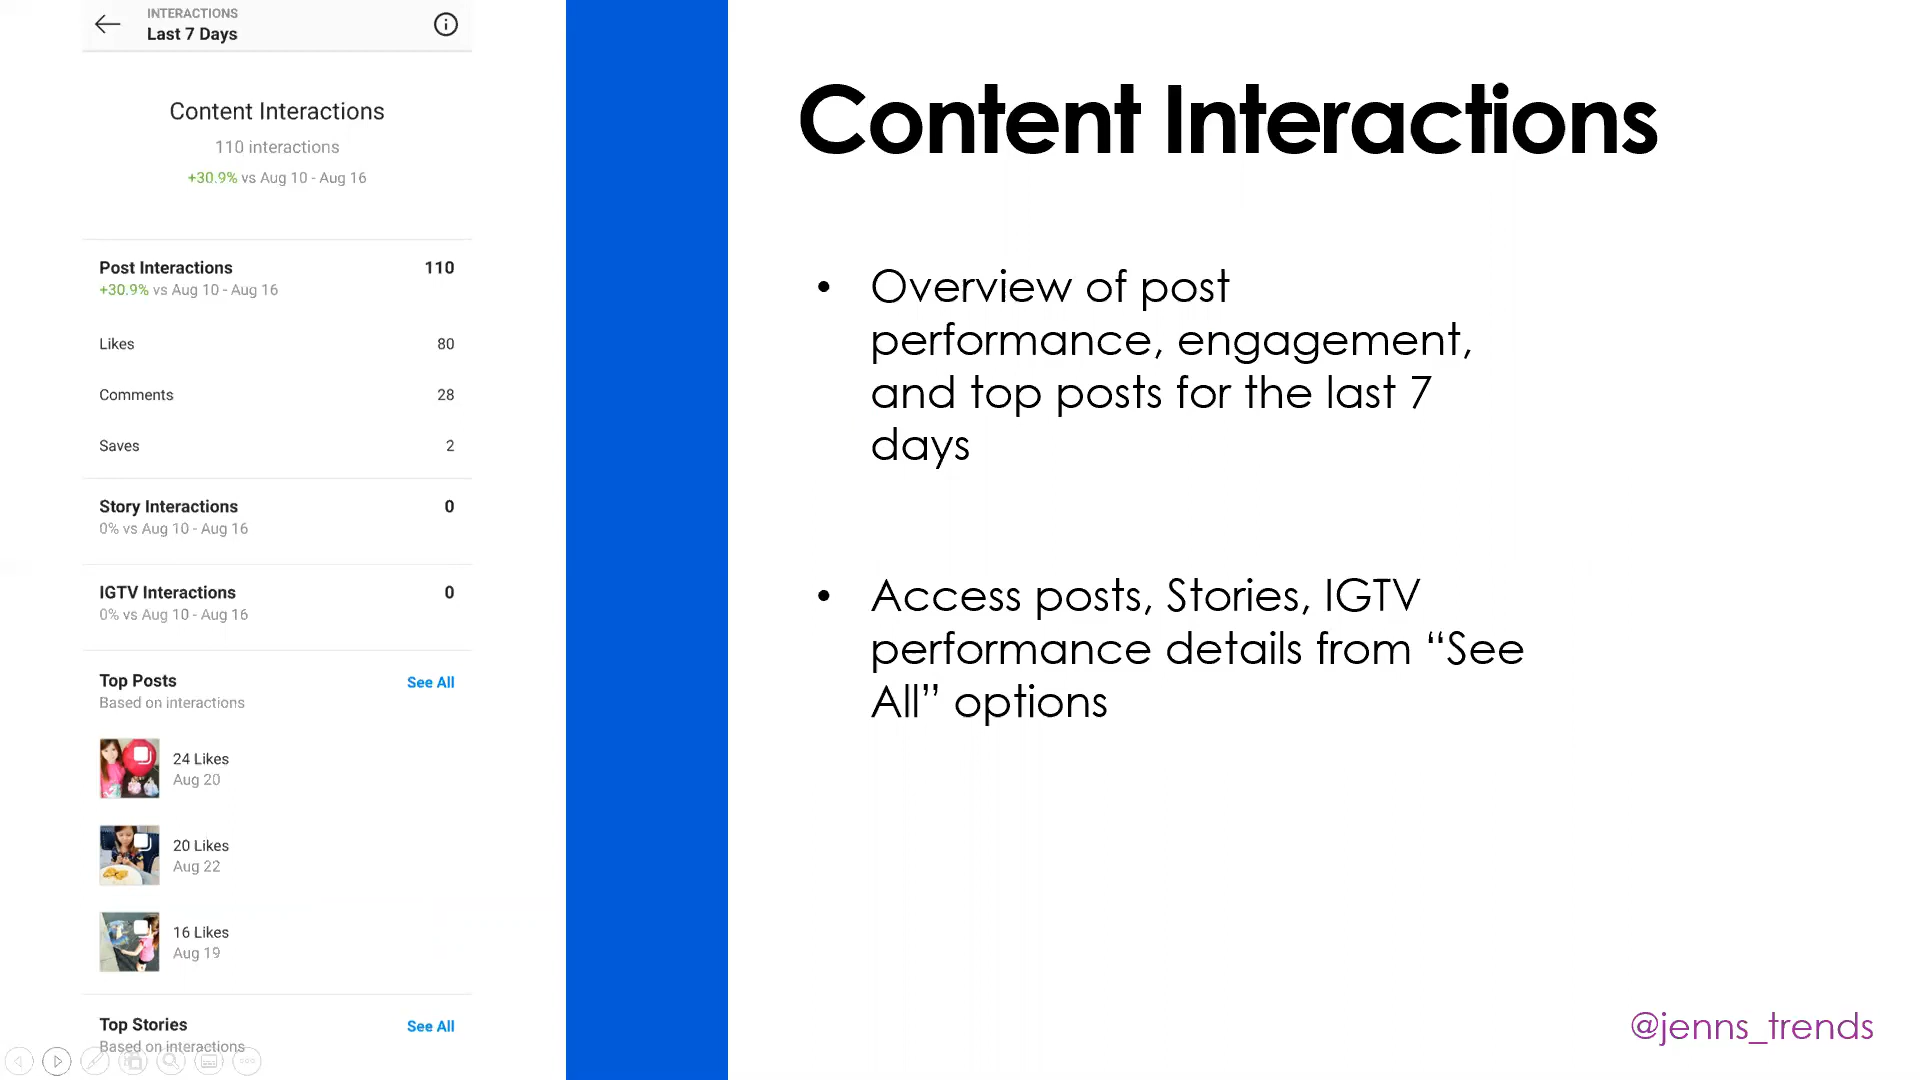 INTERACTIONS
Last 7 Days
Content Interactions
110 interactions
+30.9% vs Aug 10 - Aug 16
Post Interactions 110
+30.9% vs Aug 10 - Aug 16
Likes 80
Comments 28
Saves 2
Story Interactions 0
0% vs Aug 10 - Aug 16
IGTV Interactions 0
0% vs Aug 10 - Aug 16
Top Posts See All
Based on interactions
24 Likes
Aug 20
20 Likes
Aug 22
16 Likes
Aug 19
Top Stories See All
Based on interactions
Content Interactions
• Overview of post
performance, engagement,
and top posts for the last 7
days
• Access posts, Stories, IGTV
performance details from “See
All” options
@jenns_trends